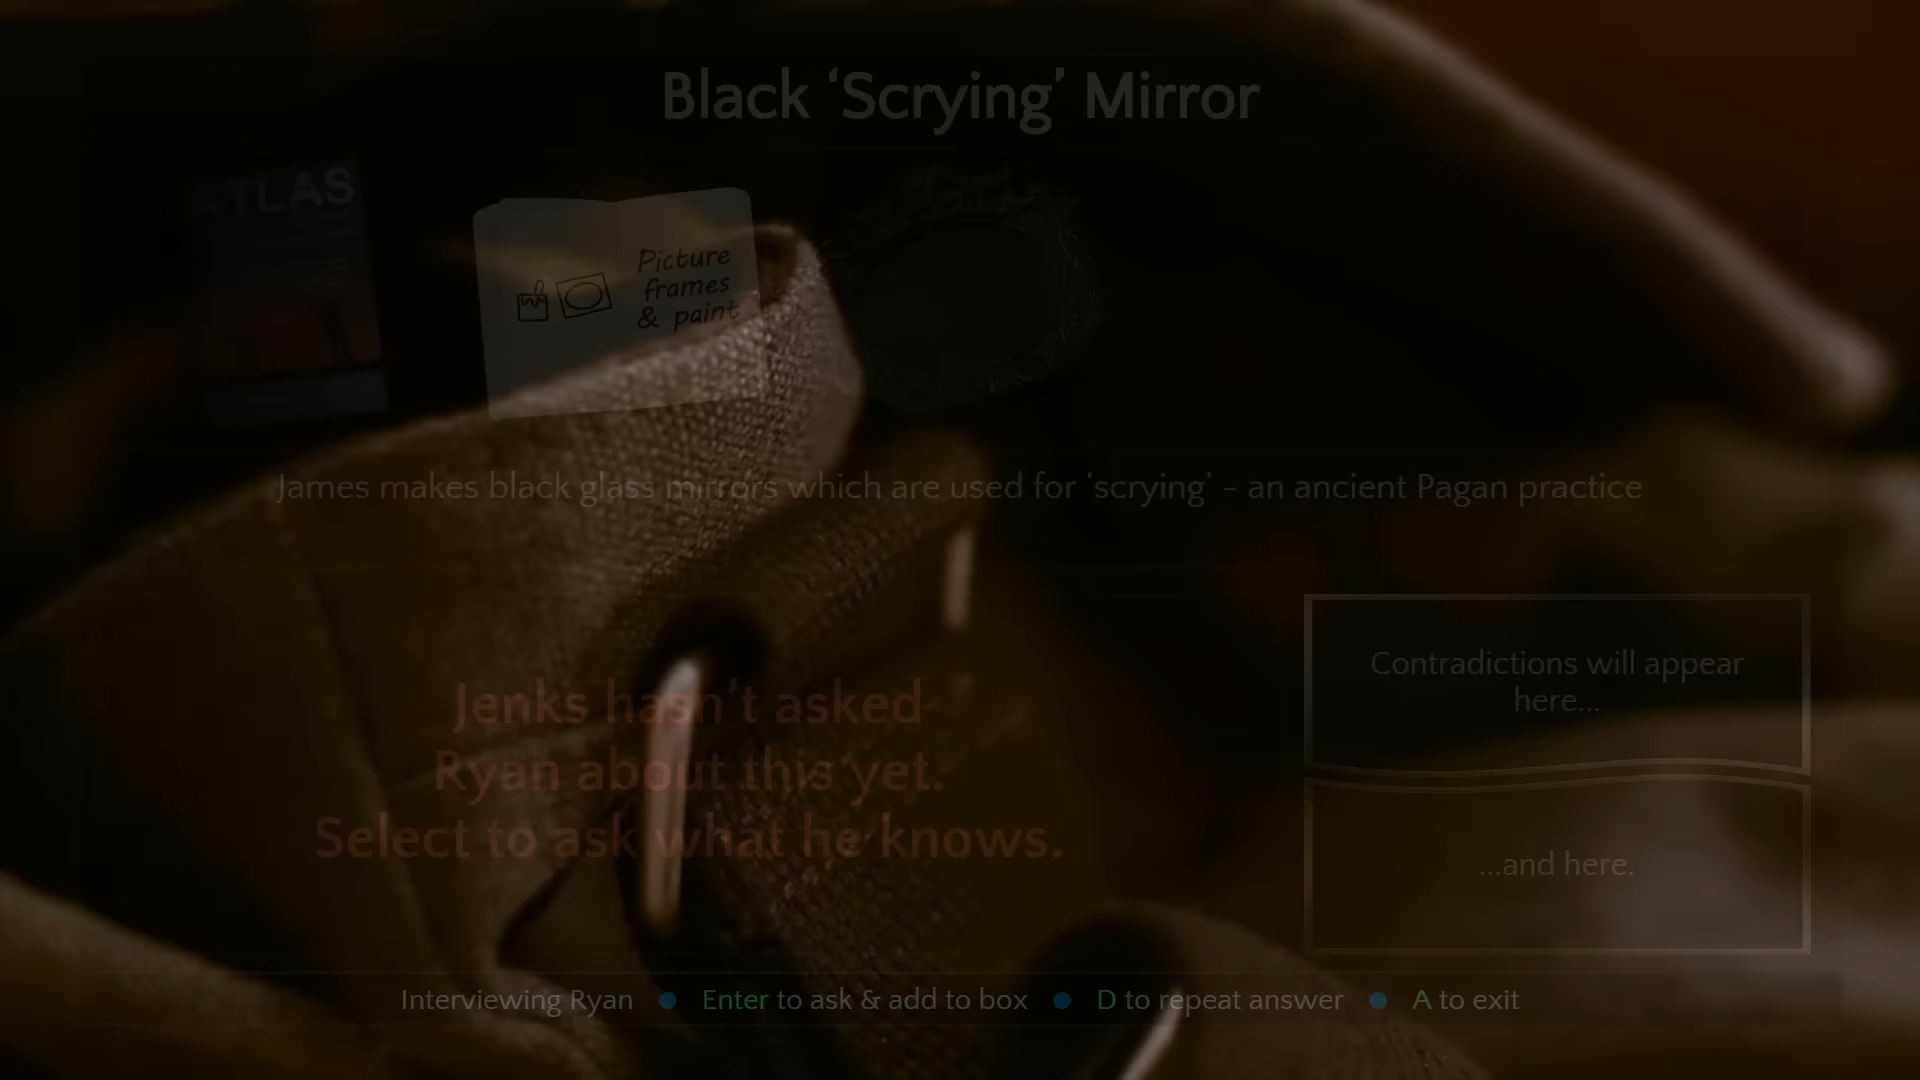 Black ‘Scrying’ Mirror
ATLAS
Picture
frames
& paint
James makes black glass mirrors which are used for ‘scrying’ – an ancient Pagan practice
Jenks hasn’t asked
Ryan about this yet.
Select to ask what he knows.
Contradictions will appear
here...
...and here.
Interviewing Ryan • Enter to ask & add to box • D to repeat answer • A to exit